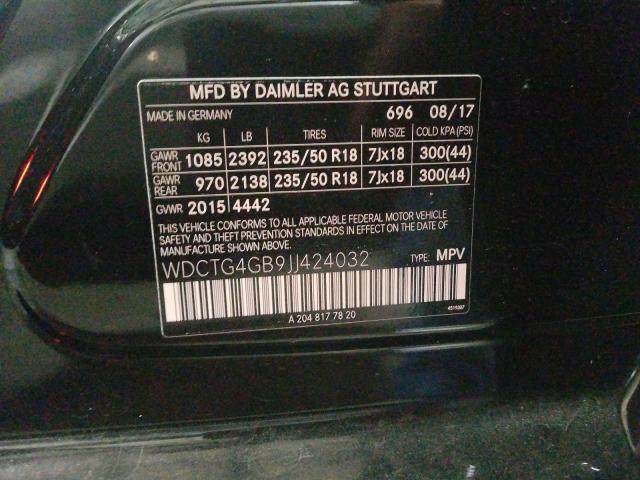 MFD BY DAIMLER AG STUTTGART
MADE IN GERMANY 696 08/17
KG LB TIRES RIM SIZE COLD KPA (PSI)
GAWR FRONT 1085 2392 235/50 R18 7Jx18 300(44)
GAWR REAR 970 2138 235/50 R18 7Jx18 300(44)
GVWR 2015 4442
THIS VEHICLE CONFORMS TO ALL APPLICABLE FEDERAL MOTOR VEHICLE
SAFETY AND THEFT PREVENTION STANDARDS IN EFFECT ON THE
DATE OF MANUFACTURE SHOWN ABOVE.
WDCTG4GB9JJ424032 TYPE: MPV
A 204 817 78 20